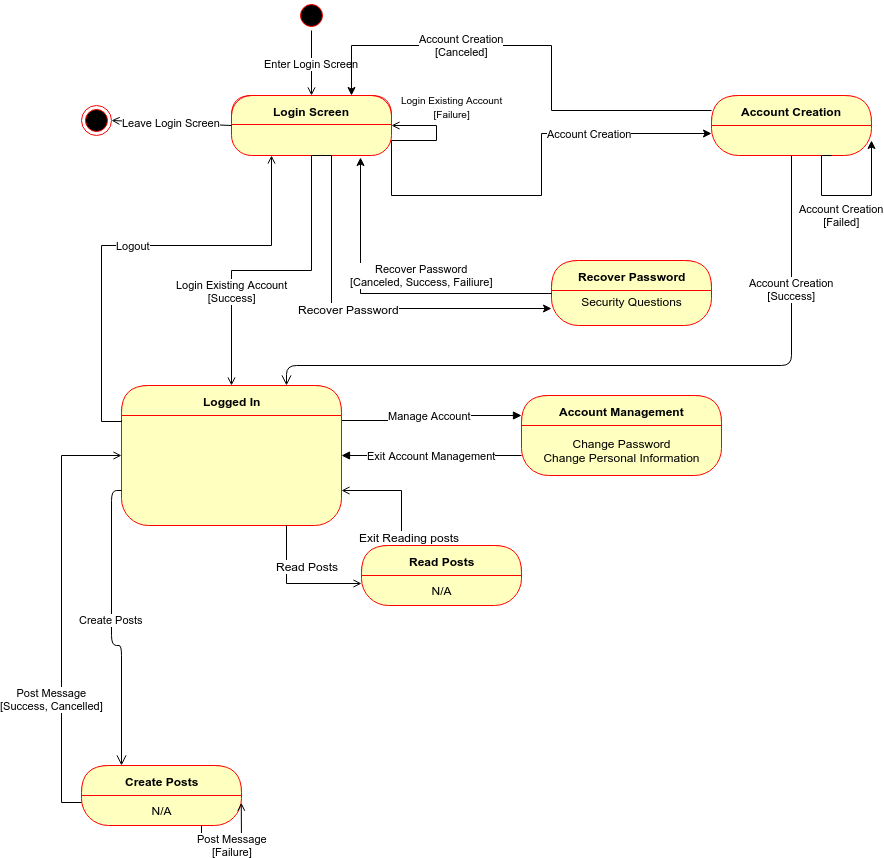 Account Creation
[Canceled]
Enter Login Screen
Login Screen
Login Existing Account
[Failure]
Account Creation
Leave Login Screen
Account Creation
Account Creation
[Failed]
Logout
Recover Password
[Canceled, Success, Failiure]
Recover Password
Security Questions
Login Existing Account
[Success]
Account Creation
[Success]
Recover Password
Logged In
Manage Account
Account Management
Change Password
Change Personal Information
Exit Account Management
Exit Reading posts
Read Posts
Read Posts
N/A
Create Posts
Post Message
[Success, Cancelled]
Create Posts
N/A
Post Message
[Failure]